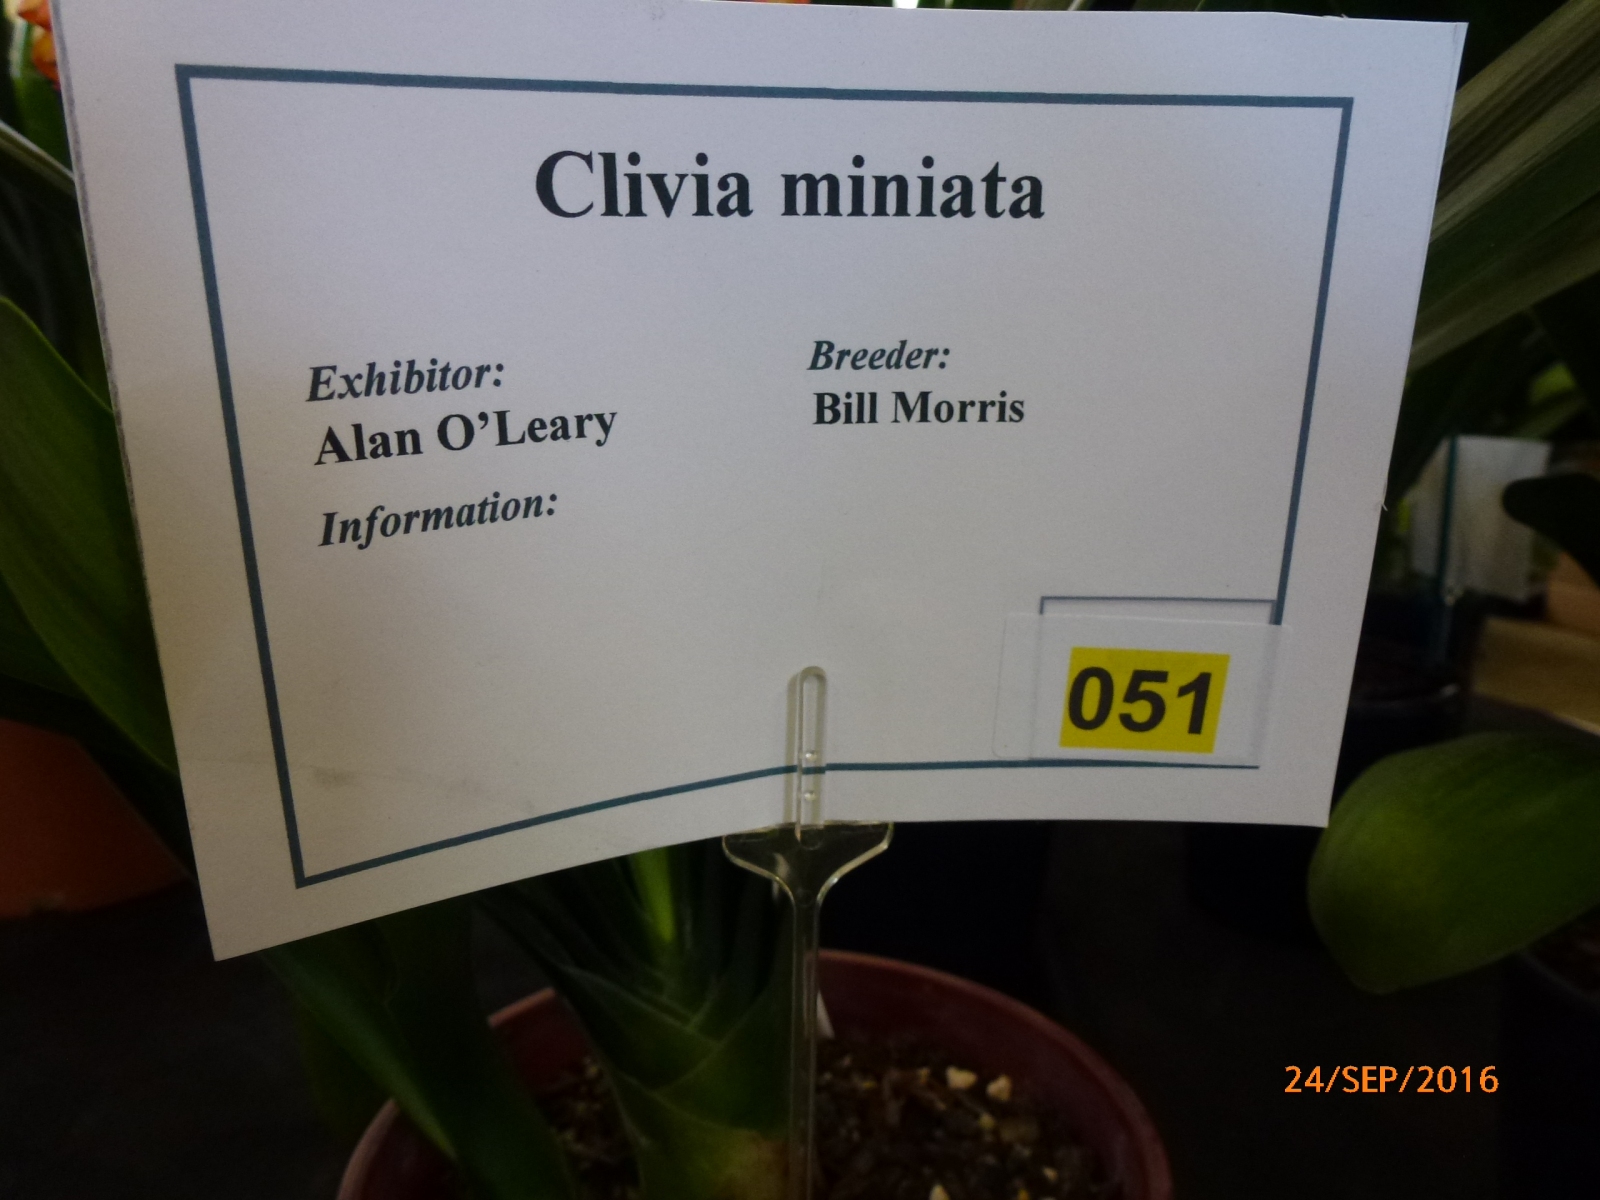 Clivia miniata
Exhibitor:
Alan O’Leary
Breeder:
Bill Morris
Information:
051
24/SEP/2016